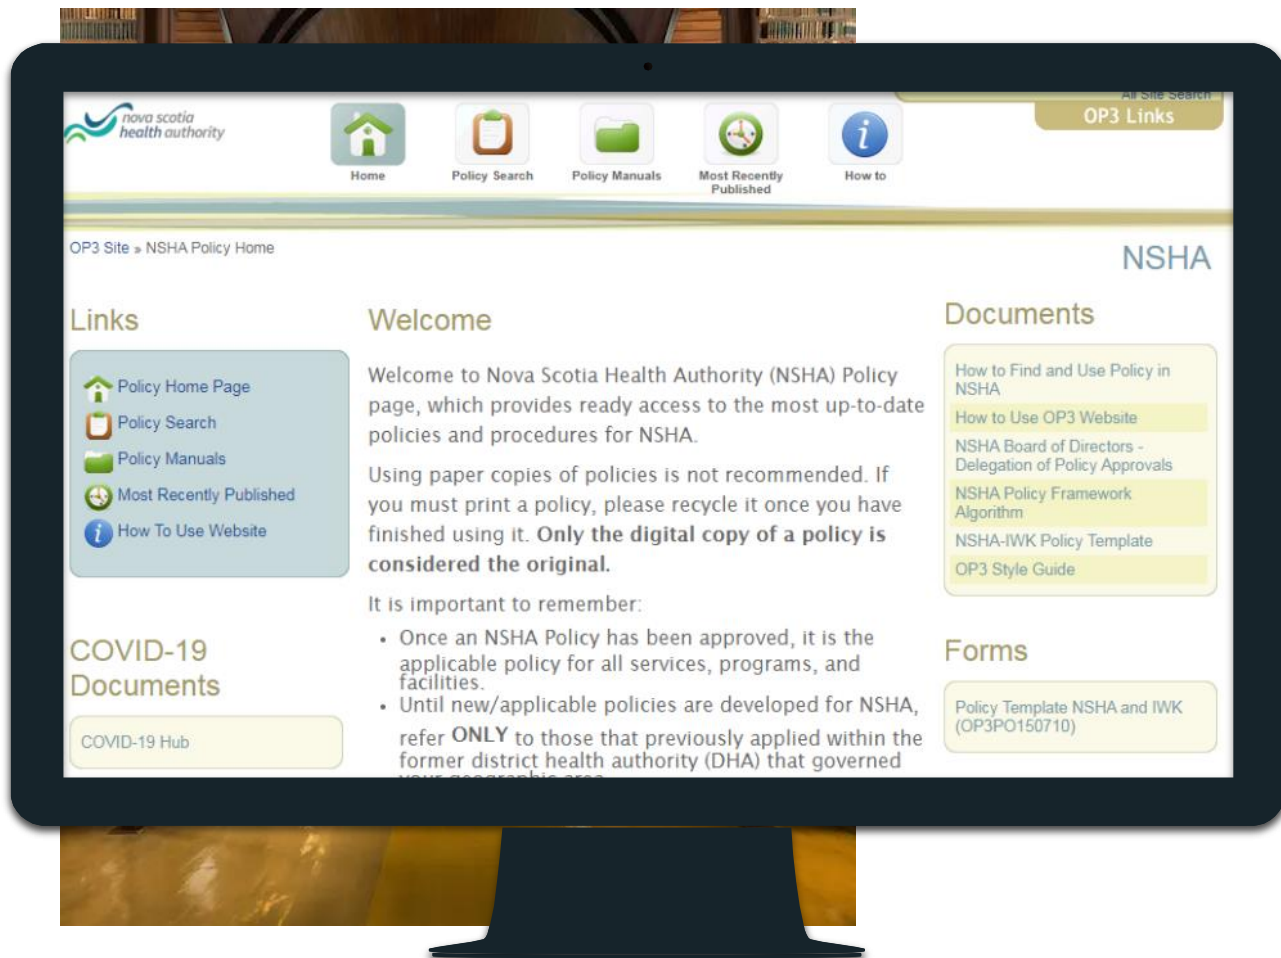 All Site Search
OP3 Links
nova scotia
health authority
Home
Policy Search
Policy Manuals
Most Recently
Published
How to
OP3 Site » NSHA Policy Home
NSHA
Links
Policy Home Page
Policy Search
Policy Manuals
Most Recently Published
How To Use Website
COVID-19
Documents
COVID-19 Hub
Welcome
Welcome to Nova Scotia Health Authority (NSHA) Policy
page, which provides ready access to the most up-to-date
policies and procedures for NSHA.
Using paper copies of policies is not recommended. If
you must print a policy, please recycle it once you have
finished using it. Only the digital copy of a policy is
considered the original.
It is important to remember:
• Once an NSHA Policy has been approved, it is the
applicable policy for all services, programs, and
facilities.
• Until new/applicable policies are developed for NSHA,
refer ONLY to those that previously applied within the
former district health authority (DHA) that governed
your geographic area
Documents
How to Find and Use Policy in
NSHA
How to Use OP3 Website
NSHA Board of Directors -
Delegation of Policy Approvals
NSHA Policy Framework
Algorithm
NSHA-IWK Policy Template
OP3 Style Guide
Forms
Policy Template NSHA and IWK
(OP3PO150710)